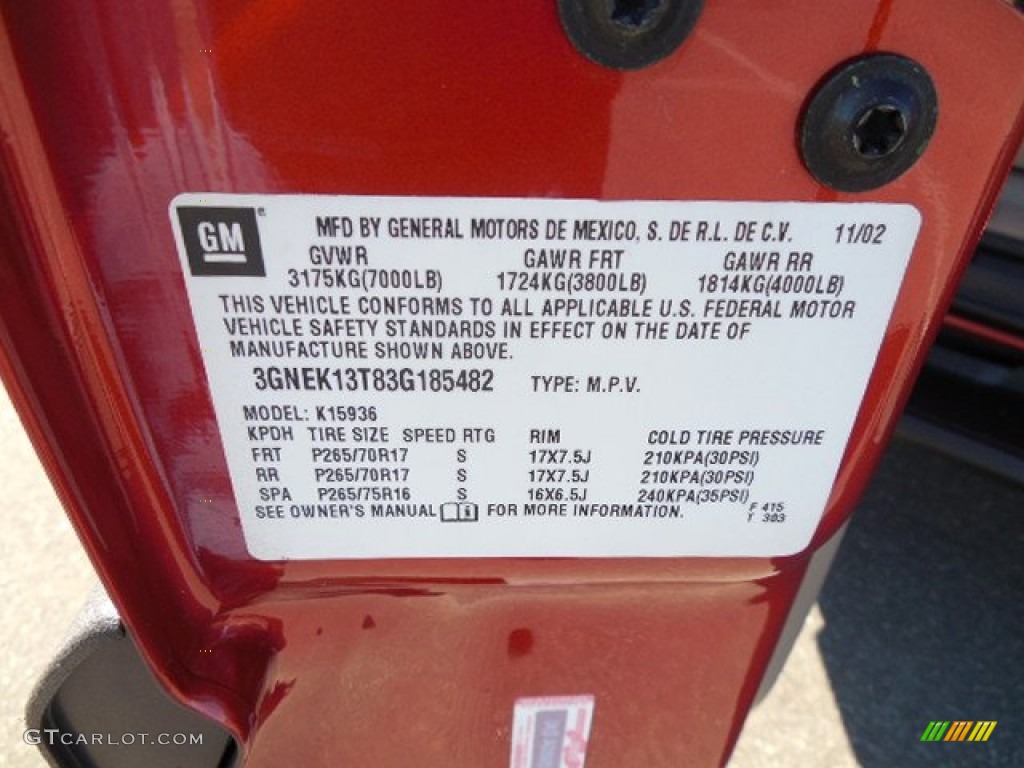 GM® MFD BY GENERAL MOTORS DE MEXICO, S. DE R.L. DE C.V. 11/02
GVWR GAWR FRT GAWR RR
3175KG(7000LB) 1724KG(3800LB) 1814KG(4000LB)
THIS VEHICLE CONFORMS TO ALL APPLICABLE U.S. FEDERAL MOTOR
VEHICLE SAFETY STANDARDS IN EFFECT ON THE DATE OF
MANUFACTURE SHOWN ABOVE.
3GNEK13T83G185482 TYPE: M.P.V.
MODEL: K15936
KPDH TIRE SIZE SPEED RTG RIM COLD TIRE PRESSURE
FRT P265/70R17 S 17X7.5J 210KPA(30PSI)
RR P265/70R17 S 17X7.5J 210KPA(30PSI)
SPA P265/75R16 S 16X6.5J 240KPA(35PSI)
SEE OWNER'S MANUAL FOR MORE INFORMATION. F 415
T 303
GTCARLOT.COM